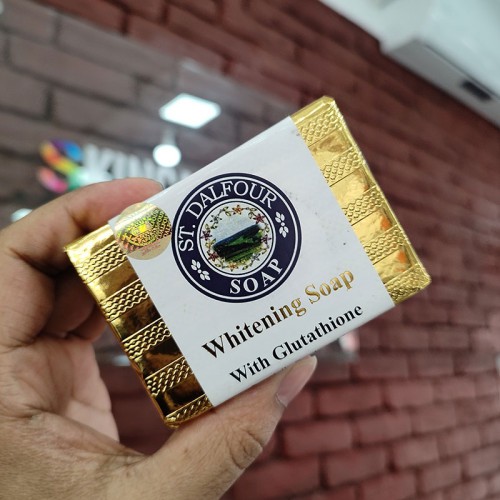 ST. DALFOUR
SOAP
Whitening Soap
With Glutathione